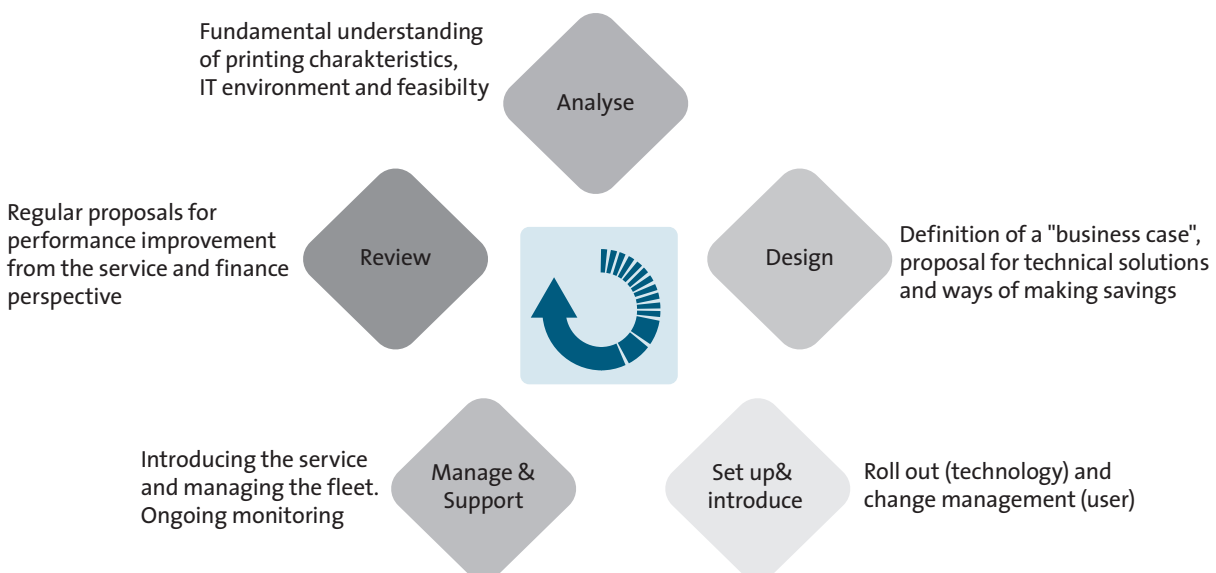 Fundamental understanding
of printing charakteristics,
IT environment and feasibilty
Analyse
Regular proposals for
performance improvement
from the service and finance
perspective
Review
Design
Definition of a "business case",
proposal for technical solutions
and ways of making savings
Introducing the service
and managing the fleet.
Ongoing monitoring
Manage &
Support
Set up&
introduce
Roll out (technology) and
change management (user)